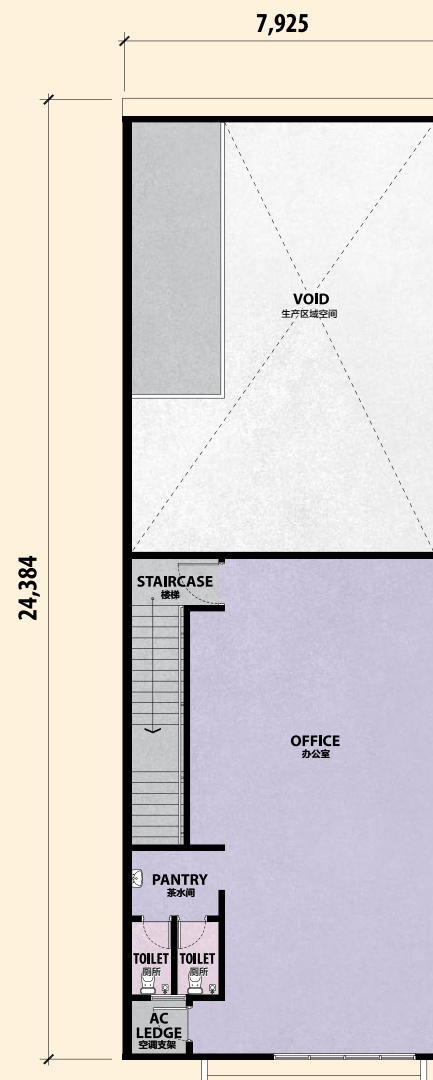 7,925
VOID
生产区域空间
24,384
STAIRCASE
楼梯
OFFICE
办公室
PANTRY
茶水间
TOILET
厕所
TOILET
厕所
AC
LEDGE
空调支架